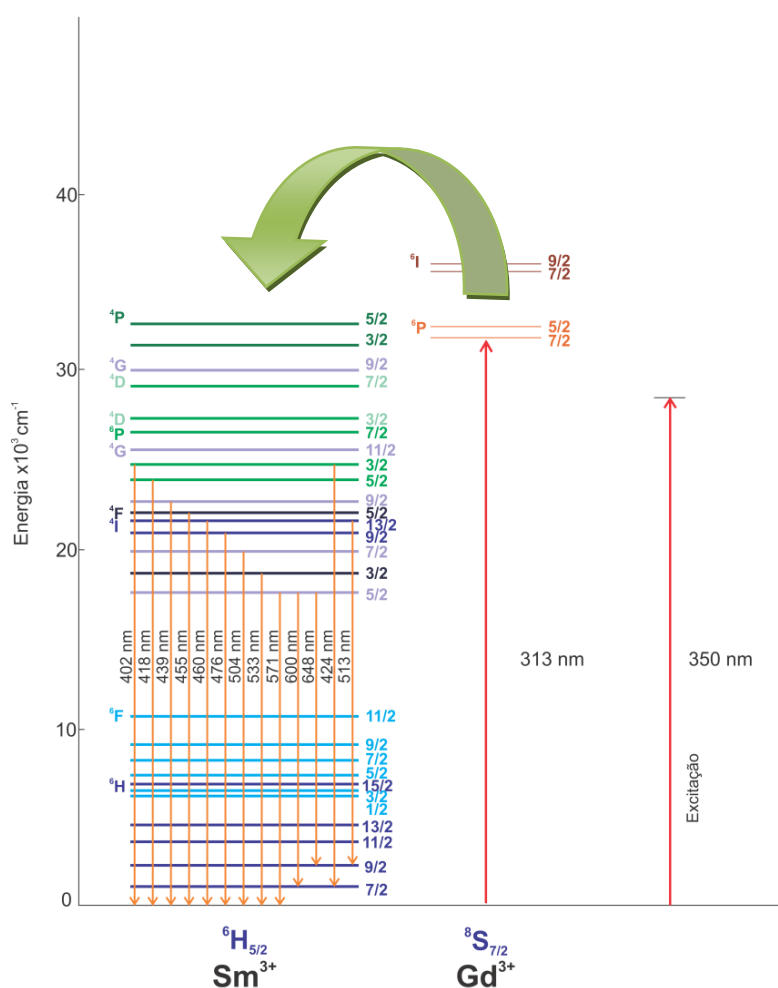 40
30
20
10
0
Energia x10³ cm⁻¹
⁴P
5/2
3/2
⁴G
9/2
⁴D
7/2
⁴D
3/2
⁶P
7/2
⁴G
11/2
3/2
5/2
9/2
⁴F
5/2
⁴I
13/2
9/2
7/2
3/2
5/2
402 nm
418 nm
439 nm
455 nm
460 nm
476 nm
504 nm
533 nm
571 nm
600 nm
648 nm
424 nm
513 nm
⁶F
11/2
9/2
7/2
5/2
⁶H
15/2
3/2
1/2
13/2
11/2
9/2
7/2
⁶H₅/₂
Sm³⁺
⁶I
9/2
7/2
⁶P
5/2
7/2
313 nm
⁸S₇/₂
Gd³⁺
350 nm
Excitação